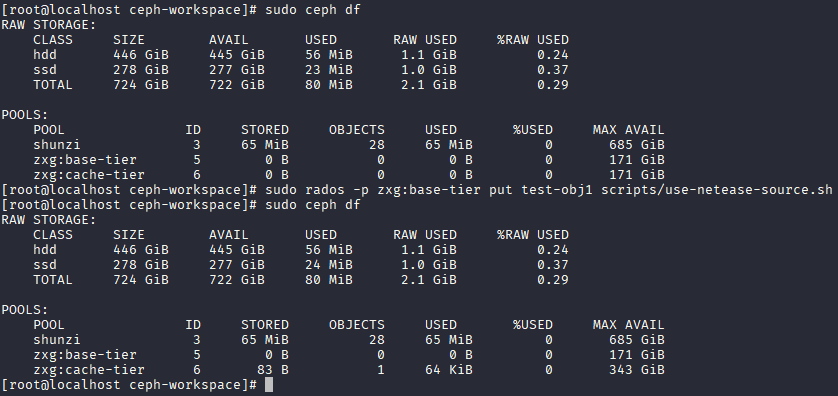 [root@localhost ceph-workspace]# sudo ceph df
RAW STORAGE:
    CLASS     SIZE        AVAIL       USED       RAW USED     %RAW USED
    hdd       446 GiB     445 GiB     56 MiB      1.1 GiB          0.24
    ssd       278 GiB     277 GiB     23 MiB      1.0 GiB          0.37
    TOTAL     724 GiB     722 GiB     80 MiB      2.1 GiB          0.29

POOLS:
    POOL               ID     STORED     OBJECTS     USED       %USED     MAX AVAIL
    shunzi              3     65 MiB          28     65 MiB         0       685 GiB
    zxg:base-tier       5        0 B           0        0 B         0       171 GiB
    zxg:cache-tier      6        0 B           0        0 B         0       171 GiB
[root@localhost ceph-workspace]# sudo rados -p zxg:base-tier put test-obj1 scripts/use-netease-source.sh
[root@localhost ceph-workspace]# sudo ceph df
RAW STORAGE:
    CLASS     SIZE        AVAIL       USED       RAW USED     %RAW USED
    hdd       446 GiB     445 GiB     56 MiB      1.1 GiB          0.24
    ssd       278 GiB     277 GiB     24 MiB      1.0 GiB          0.37
    TOTAL     724 GiB     722 GiB     80 MiB      2.1 GiB          0.29

POOLS:
    POOL               ID     STORED     OBJECTS     USED       %USED     MAX AVAIL
    shunzi              3     65 MiB          28     65 MiB         0       685 GiB
    zxg:base-tier       5        0 B           0        0 B         0       171 GiB
    zxg:cache-tier      6       83 B           1     64 KiB         0       343 GiB
[root@localhost ceph-workspace]#